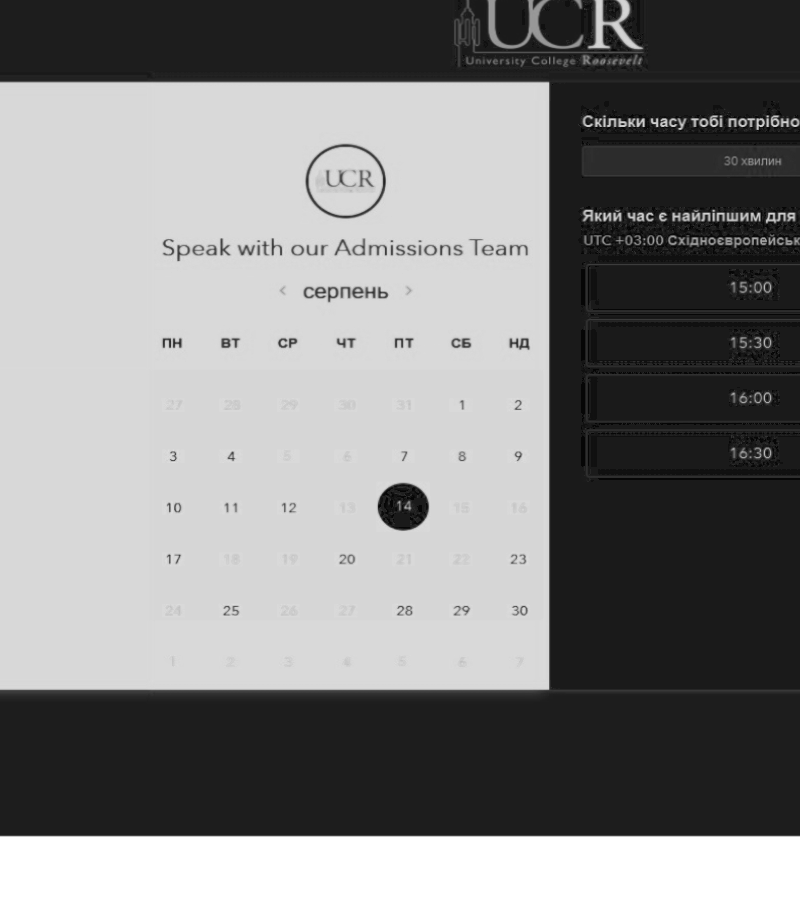 UCR
University College Roosevelt
UCR
Speak with our Admissions Team
< серпень >
ПН ВТ СР ЧТ ПТ СБ НД
27 28 29 30 31 1 2
3 4 5 6 7 8 9
10 11 12 13 14 15 16
17 18 19 20 21 22 23
24 25 26 27 28 29 30
1 2 3 4 5 6 7
Скільки часу тобі потрібно
30 хвилин
Який час є найліпшим для
UTC +03:00 Східноєвропейськ
15:00
15:30
16:00
16:30